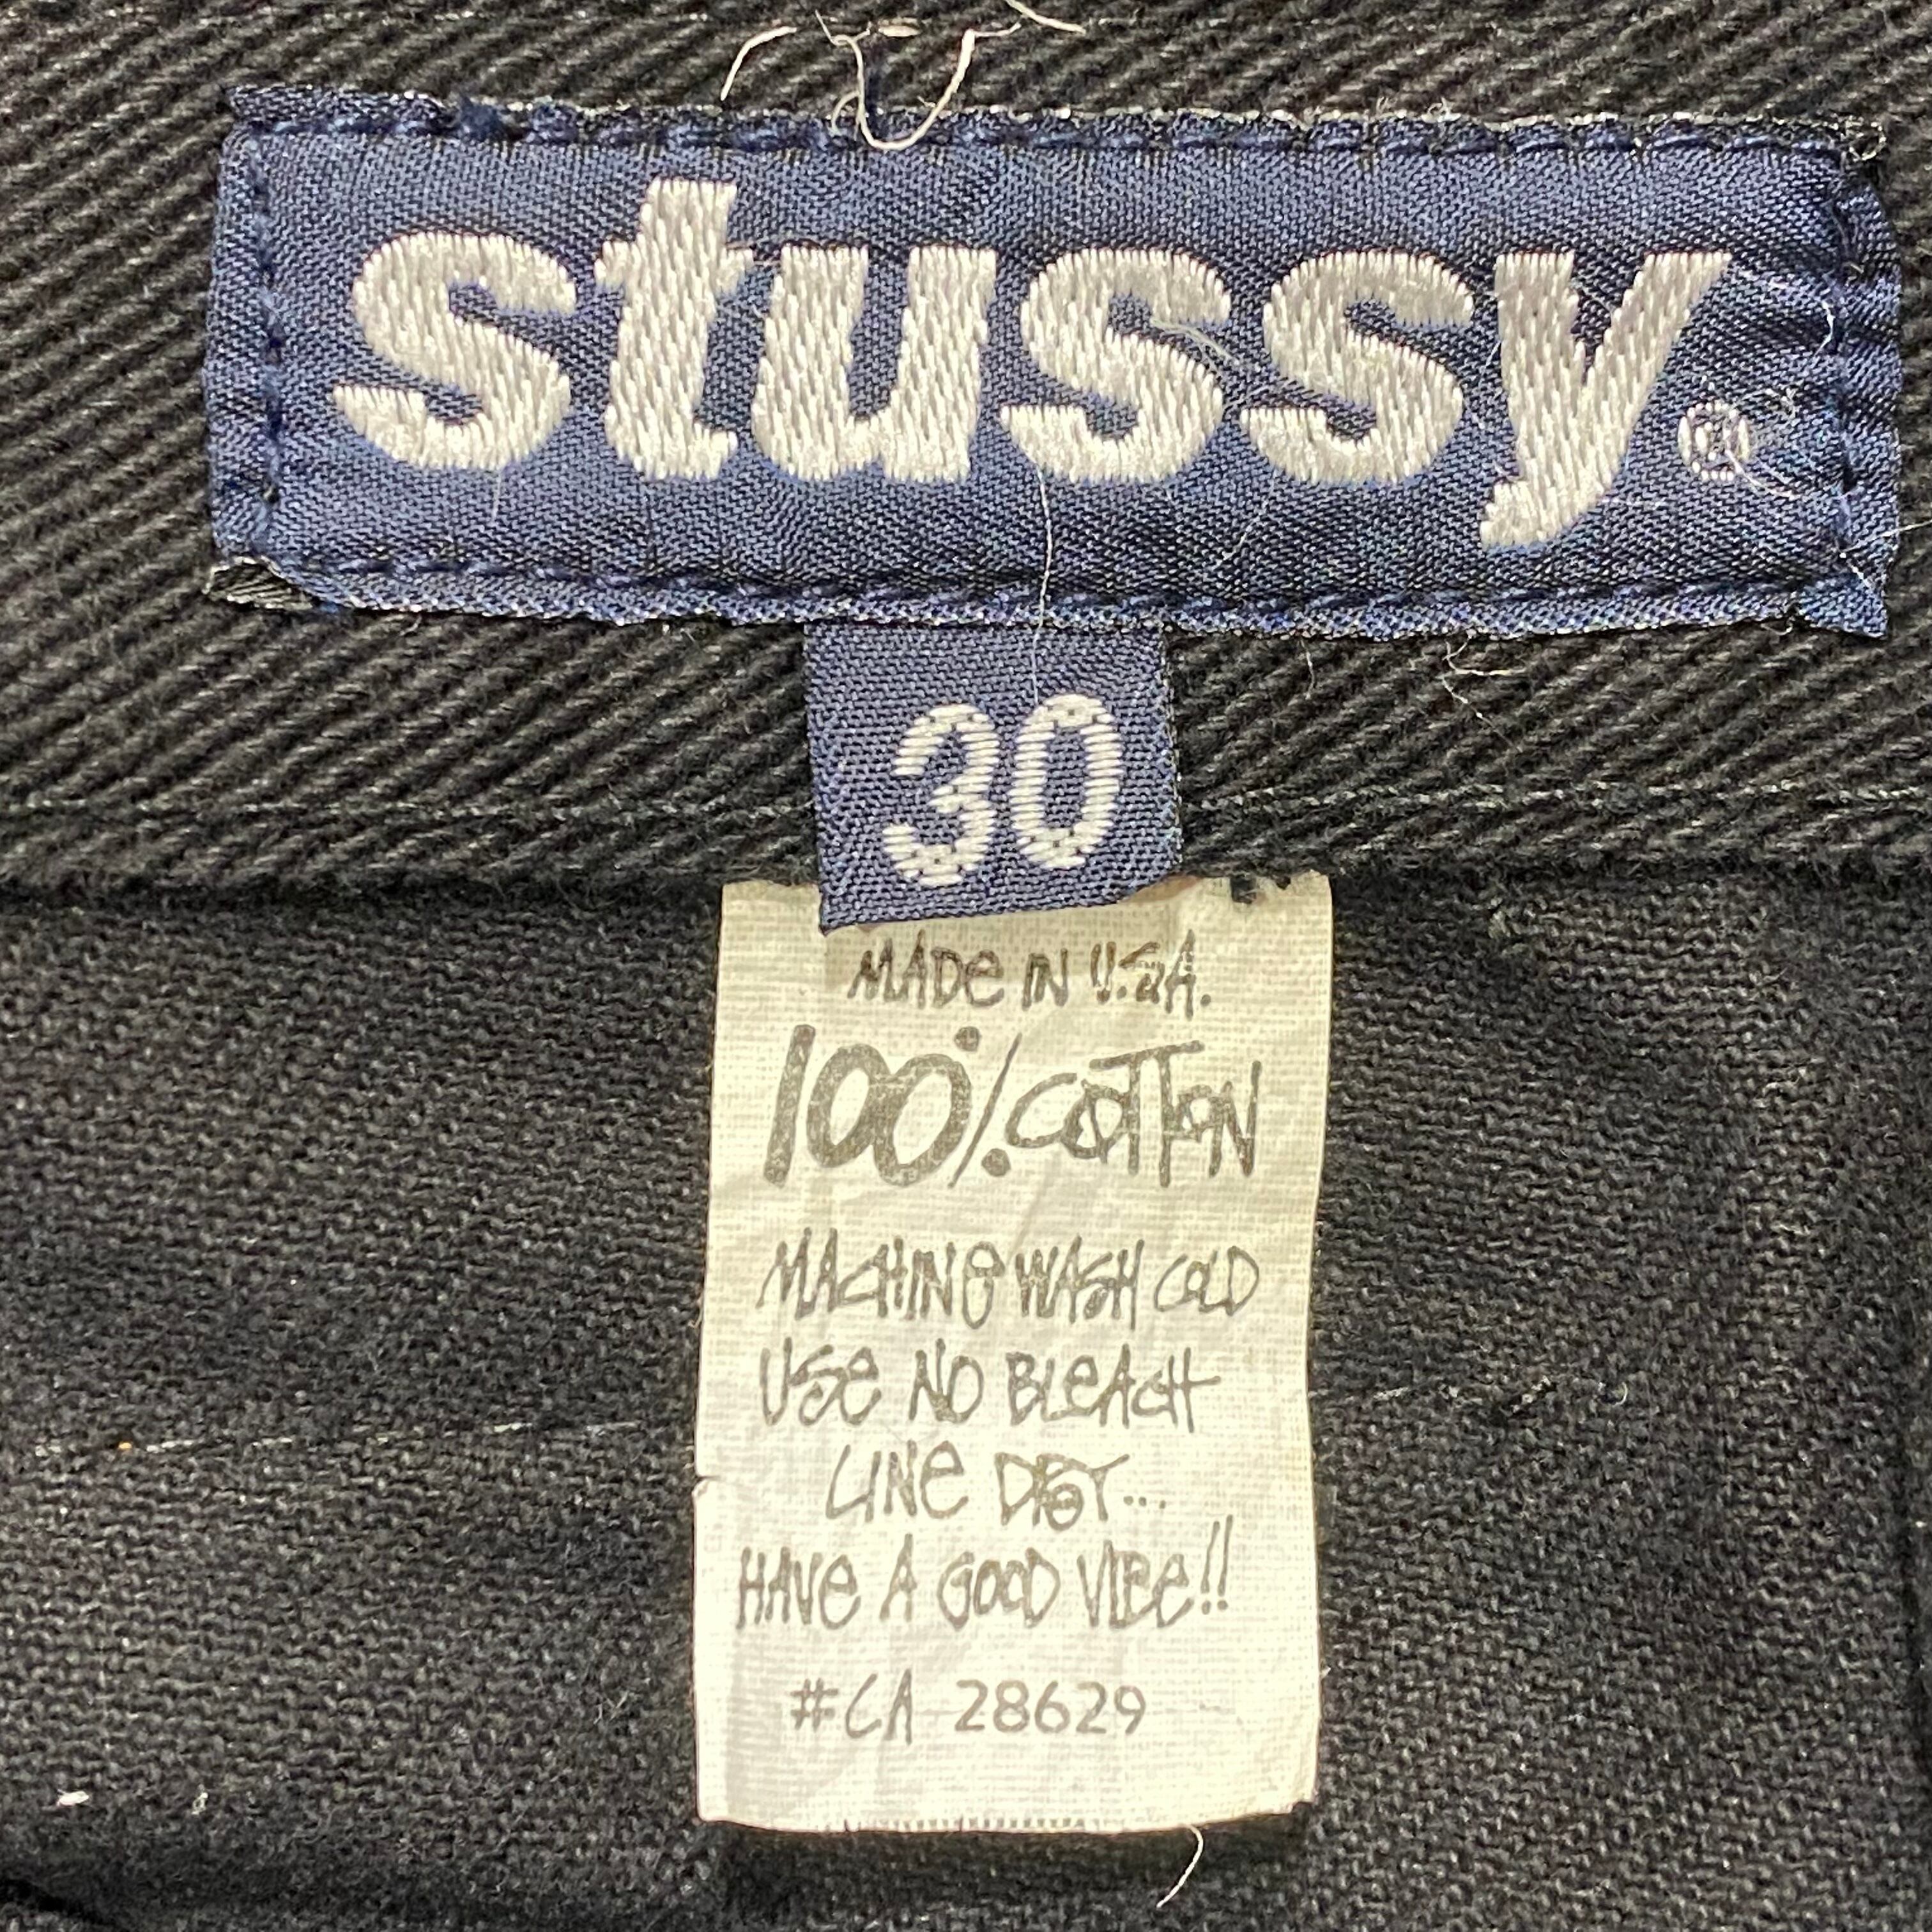 stussy®
30
MADe IN U.S.A.
100% COTTON
MACHINe WASH COLD
USe NO BLeACH
LINe DRY...
HAVe A GOOD VIBe!!
#CA 28629